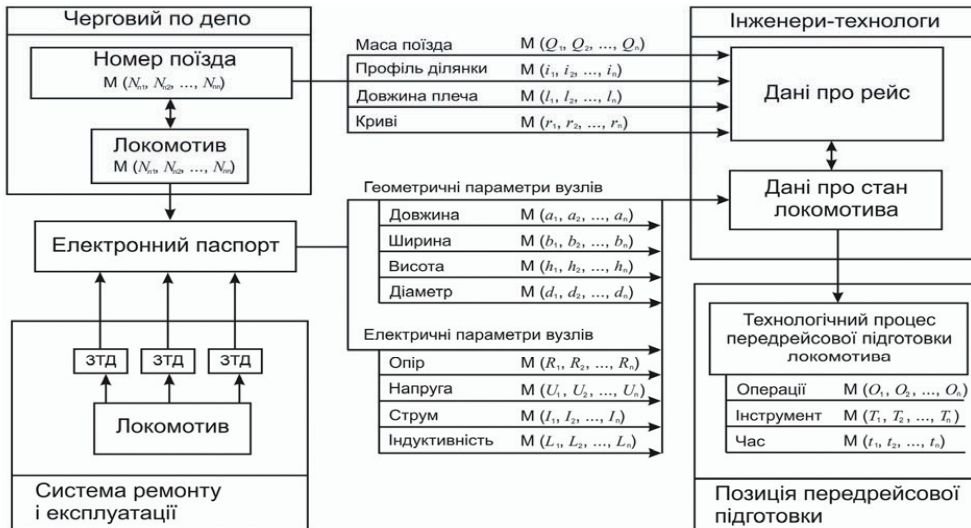 Черговий по депо
Номер поїзда
М (Nп1, Nп2, ..., Nпn)
Локомотив
М (Nп1, Nп2, ..., Nпn)
Електронний паспорт
ЗТД ЗТД ЗТД
Локомотив
Система ремонту
і експлуатації
Маса поїзда М (Q1, Q2, ..., Qn)
Профіль ділянки М (i1, i2, ..., in)
Довжина плеча М (l1, l2, ..., ln)
Криві М (r1, r2, ..., rn)
Геометричні параметри вузлів
Довжина М (a1, a2, ..., an)
Ширина М (b1, b2, ..., bn)
Висота М (h1, h2, ..., hn)
Діаметр М (d1, d2, ..., dn)
Електричні параметри вузлів
Опір М (R1, R2, ..., Rn)
Напруга М (U1, U2, ..., Un)
Струм М (I1, I2, ..., In)
Індуктивність М (L1, L2, ..., Ln)
Інженери-технологи
Дані про рейс
Дані про стан
локомотива
Технологічний процес
передрейсової підготовки
локомотива
Операції М (O1, O2, ..., On)
Інструмент М (T1, T2, ..., Tn)
Час М (t1, t2, ..., tn)
Позиція передрейсової
підготовки